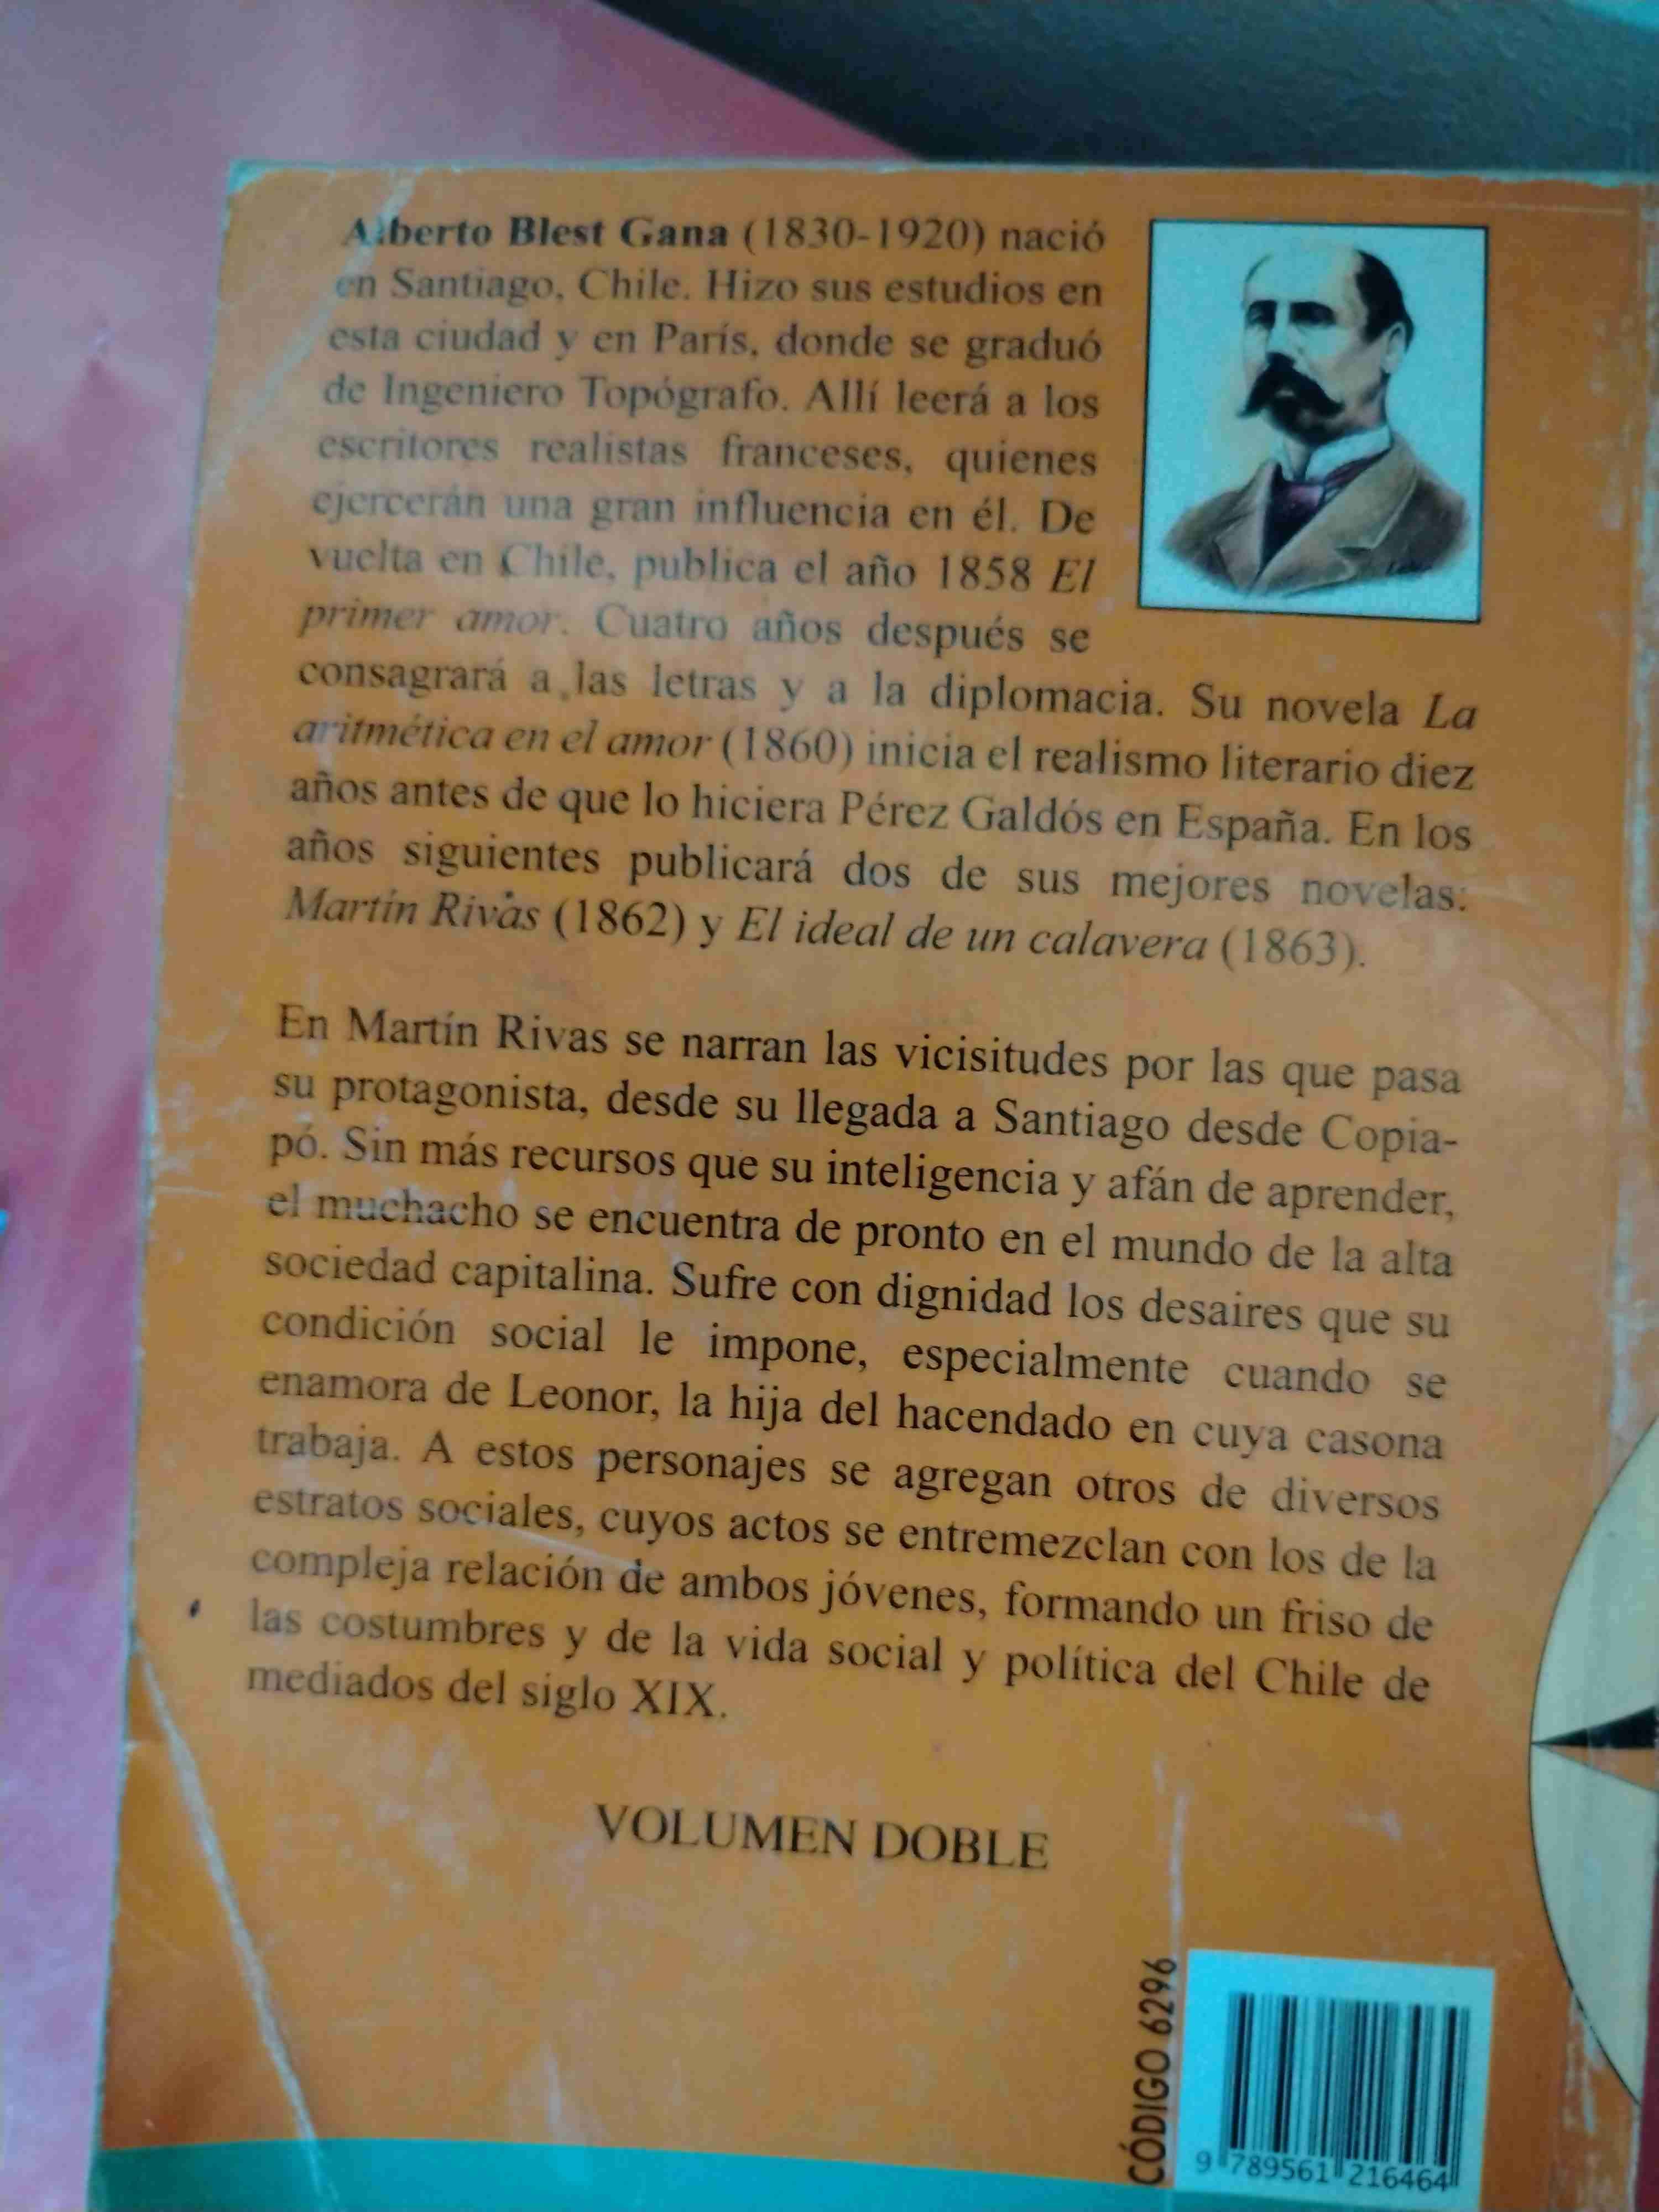 Alberto Blest Gana (1830-1920) nació
en Santiago, Chile. Hizo sus estudios en
esta ciudad y en París, donde se graduó
de Ingeniero Topógrafo. Allí leerá a los
escritores realistas franceses, quienes
ejercerán una gran influencia en él. De
vuelta en Chile, publica el año 1858 El
primer amor. Cuatro años después se
consagrará a las letras y a la diplomacia. Su novela La
aritmética en el amor (1860) inicia el realismo literario diez
años antes de que lo hiciera Pérez Galdós en España. En los
años siguientes publicará dos de sus mejores novelas:
Martín Rivas (1862) y El ideal de un calavera (1863).
En Martín Rivas se narran las vicisitudes por las que pasa
su protagonista, desde su llegada a Santiago desde Copia-
pó. Sin más recursos que su inteligencia y afán de aprender,
el muchacho se encuentra de pronto en el mundo de la alta
sociedad capitalina. Sufre con dignidad los desaires que su
condición social le impone, especialmente cuando se
enamora de Leonor, la hija del hacendado en cuya casona
trabaja. A estos personajes se agregan otros de diversos
estratos sociales, cuyos actos se entremezclan con los de la
compleja relación de ambos jóvenes, formando un friso de
las costumbres y de la vida social y política del Chile de
mediados del siglo XIX.
VOLUMEN DOBLE
CÓDIGO 6296
9 789561 216464